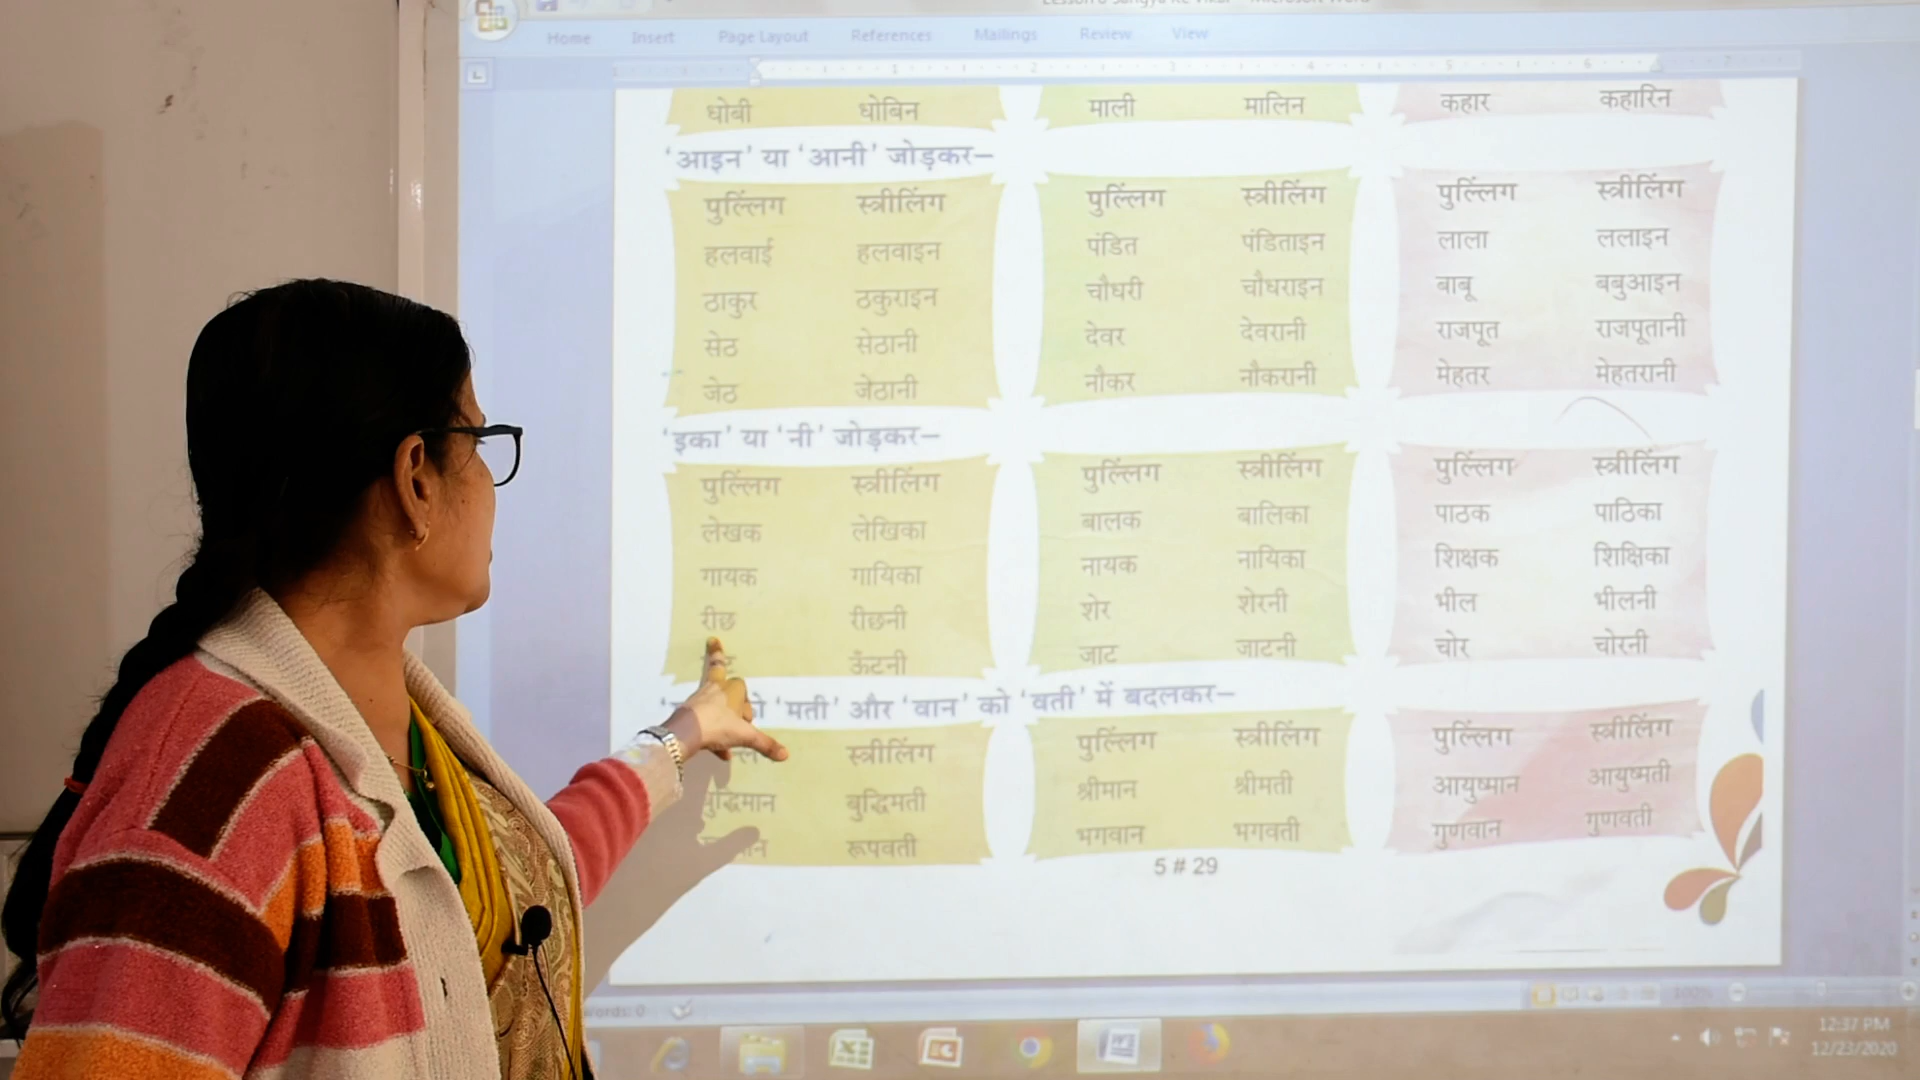 Home Insert Page Layout References Mailings Review View
धोबी धोबिन माली मालिन कहार कहारिन
'आइन' या 'आनी' जोड़कर—
पुल्लिंग स्त्रीलिंग पुल्लिंग स्त्रीलिंग पुल्लिंग स्त्रीलिंग
हलवाई हलवाइन पंडित पंडिताइन लाला ललाइन
ठाकुर ठकुराइन चौधरी चौधराइन बाबू बबुआइन
सेठ सेठानी देवर देवरानी राजपूत राजपूतानी
जेठ जेठानी नौकर नौकरानी मेहतर मेहतरानी
'इका' या 'नी' जोड़कर—
पुल्लिंग स्त्रीलिंग पुल्लिंग स्त्रीलिंग पुल्लिंग स्त्रीलिंग
लेखक लेखिका बालक बालिका पाठक पाठिका
गायक गायिका नायक नायिका शिक्षक शिक्षिका
रीछ रीछनी शेर शेरनी भील भीलनी
ऊँटनी जाट जाटनी चोर चोरनी
'मती' और 'वान' को 'वती' में बदलकर—
स्त्रीलिंग पुल्लिंग स्त्रीलिंग पुल्लिंग स्त्रीलिंग
बुद्धिमान बुद्धिमती श्रीमान श्रीमती आयुष्मान आयुष्मती
रूपवती भगवान भगवती गुणवान गुणवती
5 # 29
Words: 0 100%
12:37 PM
12/23/2020